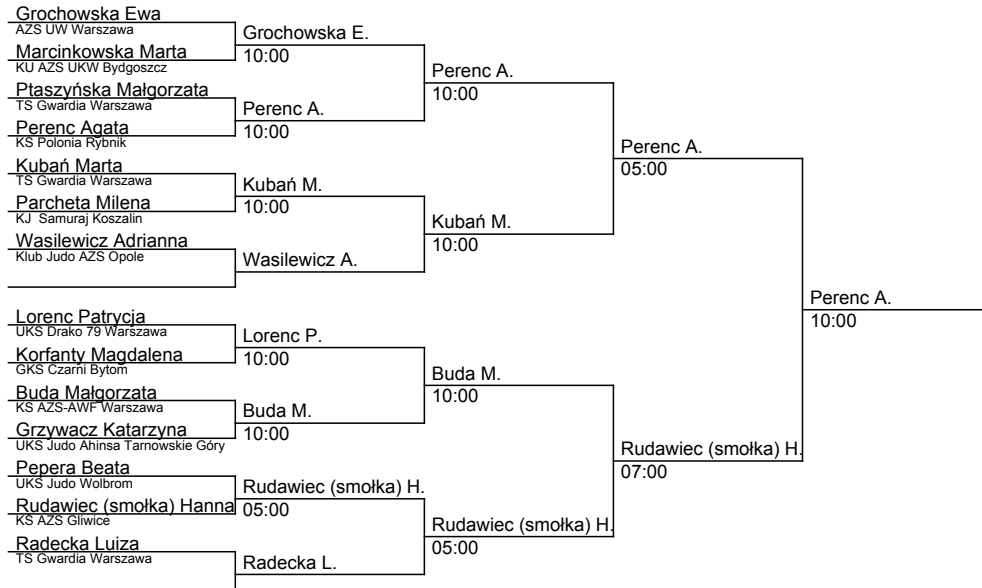 Grochowska Ewa
AZS UW Warszawa
Marcinkowska Marta
KU AZS UKW Bydgoszcz
Ptaszyńska Małgorzata
TS Gwardia Warszawa
Perenc Agata
KS Polonia Rybnik
Kubań Marta
TS Gwardia Warszawa
Parcheta Milena
KJ  Samuraj Koszalin
Wasilewicz Adrianna
Klub Judo AZS Opole
Lorenc Patrycja
UKS Drako 79 Warszawa
Korfanty Magdalena
GKS Czarni Bytom
Buda Małgorzata
KS AZS-AWF Warszawa
Grzywacz Katarzyna
UKS Judo Ahinsa Tarnowskie Góry
Pepera Beata
UKS Judo Wolbrom
Rudawiec (smołka) Hanna
KS AZS Gliwice
Radecka Luiza
TS Gwardia Warszawa
Grochowska E.
10:00
Perenc A.
10:00
Kubań M.
10:00
Wasilewicz A.
Lorenc P.
10:00
Buda M.
10:00
Rudawiec (smołka) H.
05:00
Radecka L.
Perenc A.
10:00
Kubań M.
10:00
Buda M.
10:00
Rudawiec (smołka) H.
05:00
Perenc A.
05:00
Rudawiec (smołka) H.
07:00
Perenc A.
10:00